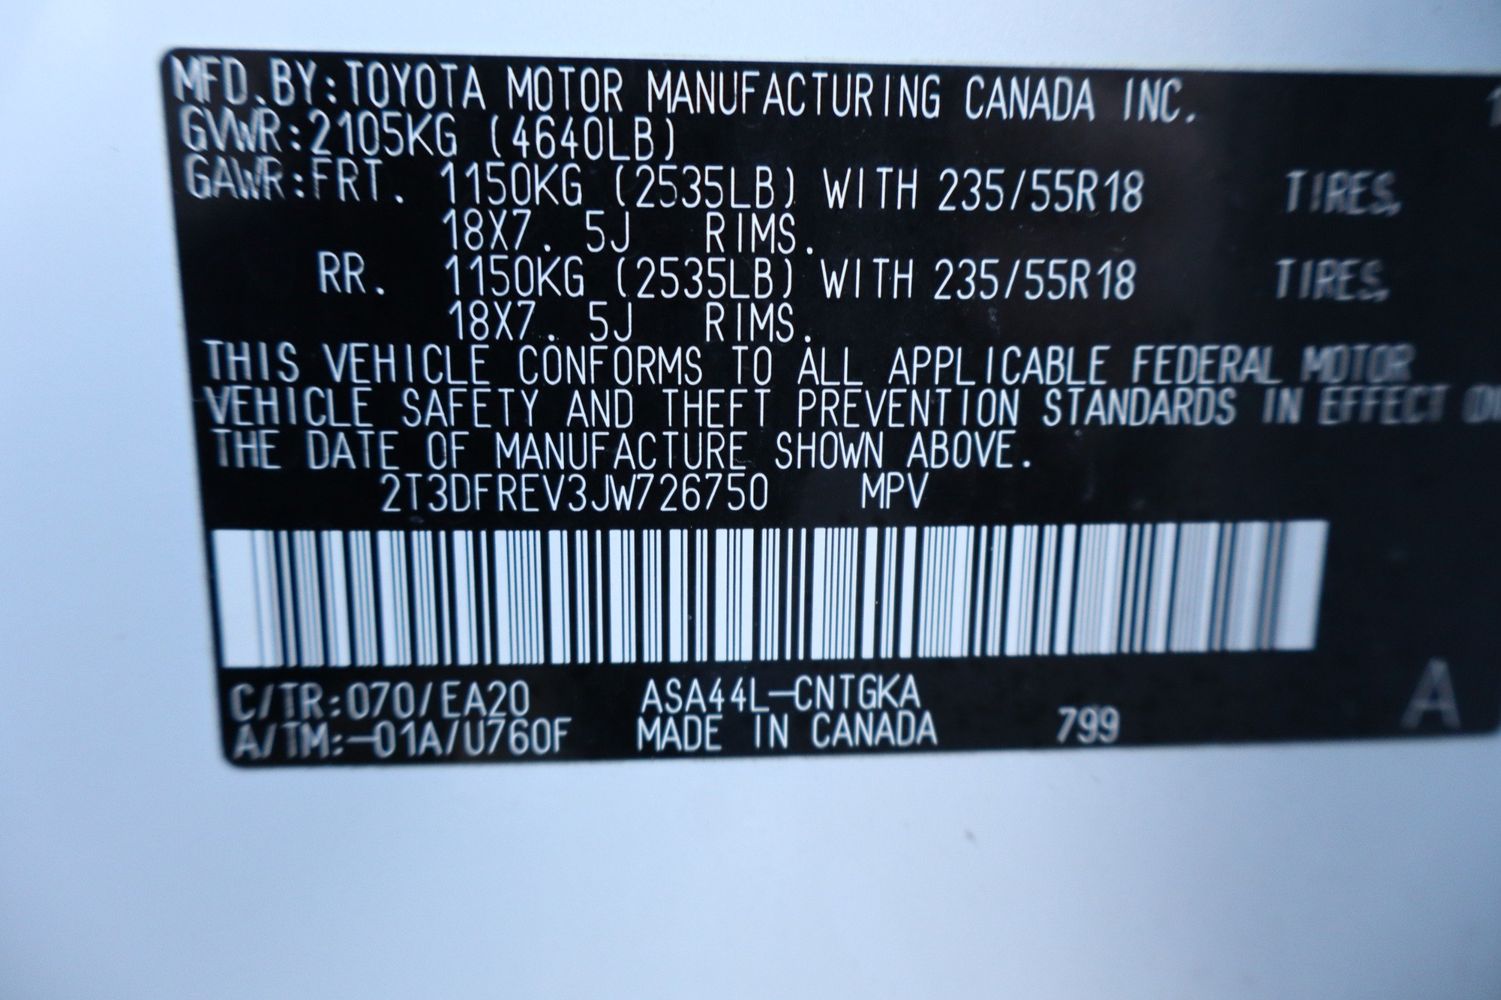 MFD.BY:TOYOTA MOTOR MANUFACTURING CANADA INC. 1
GVWR:2105KG (4640LB)
GAWR:FRT. 1150KG (2535LB) WITH 235/55R18 TIRES,
18X7.5J RIMS.
RR. 1150KG (2535LB) WITH 235/55R18 TIRES,
18X7.5J RIMS.
THIS VEHICLE CONFORMS TO ALL APPLICABLE FEDERAL MOTOR
VEHICLE SAFETY AND THEFT PREVENTION STANDARDS IN EFFECT ON
THE DATE OF MANUFACTURE SHOWN ABOVE.
2T3DFREV3JW726750 MPV
C/TR:070/EA20 ASA44L-CNTGKA A
A/TM:-01A/U760F MADE IN CANADA 799